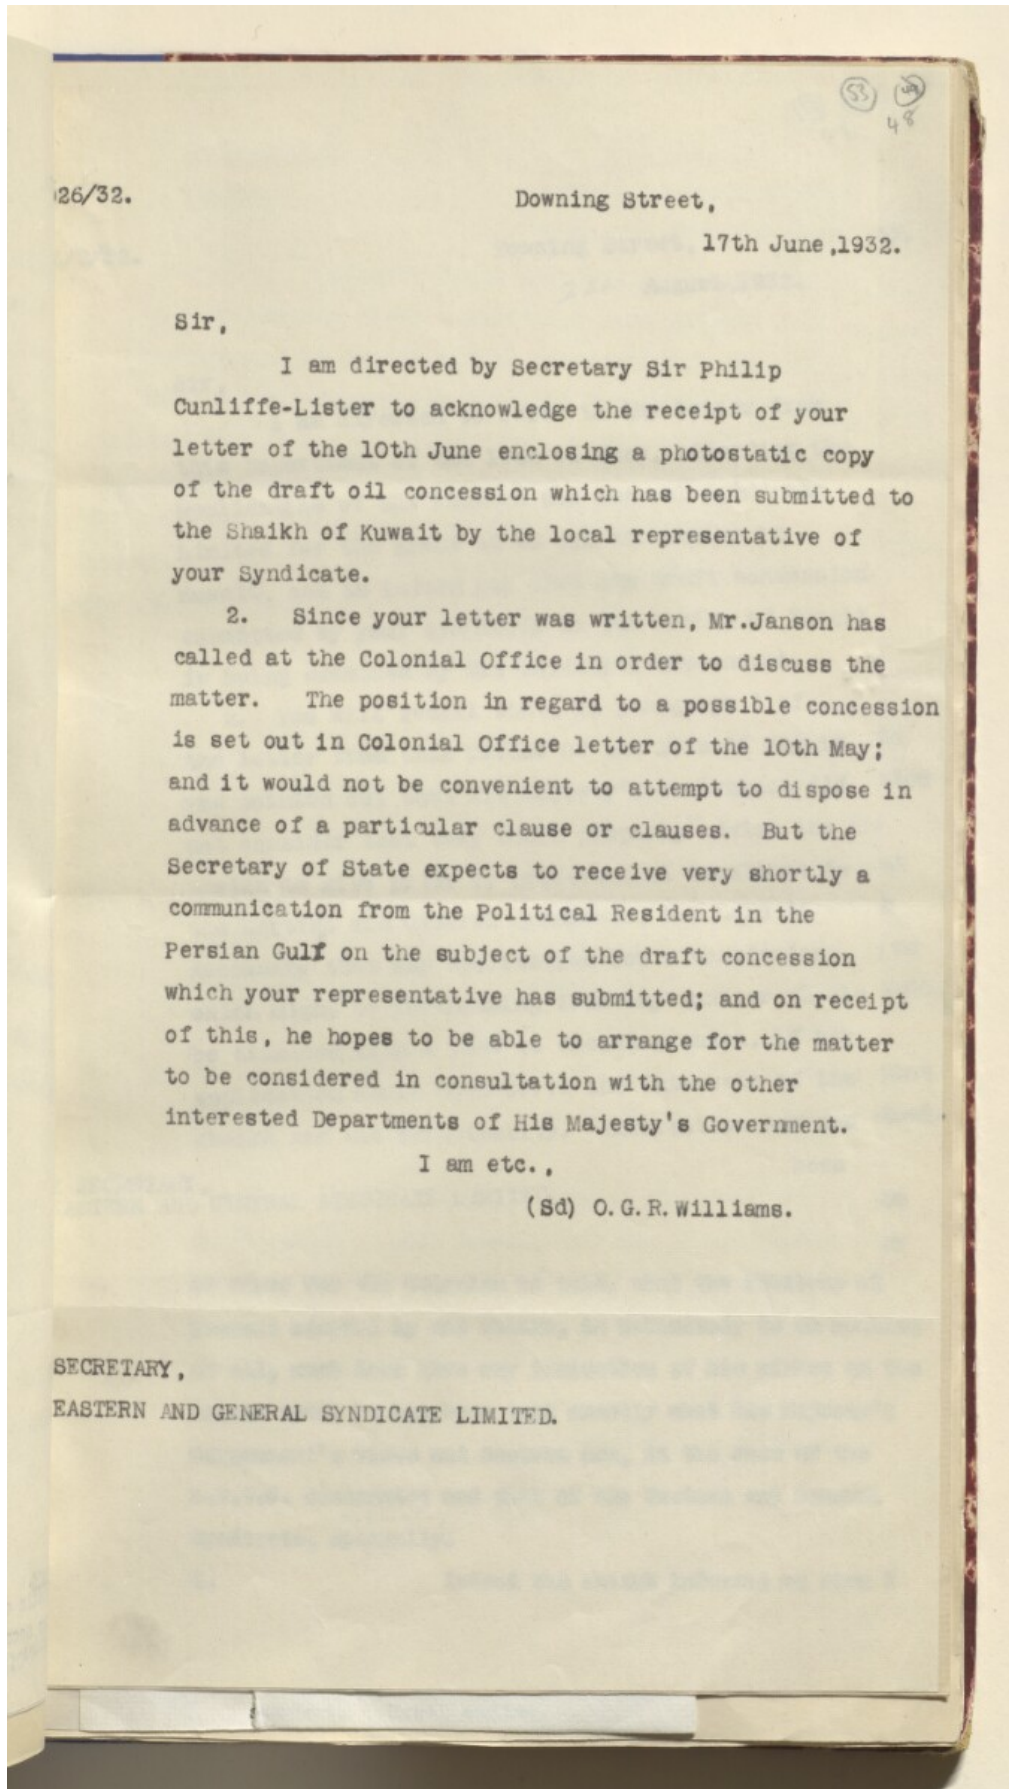 53 49
48
26/32.
Downing Street,
17th June,1932.
Sir,
I am directed by Secretary Sir Philip
Cunliffe-Lister to acknowledge the receipt of your
letter of the 10th June enclosing a photostatic copy
of the draft oil concession which has been submitted to
the Shaikh of Kuwait by the local representative of
your Syndicate.
2. Since your letter was written, Mr.Janson has
called at the Colonial Office in order to discuss the
matter. The position in regard to a possible concession
is set out in Colonial Office letter of the 10th May;
and it would not be convenient to attempt to dispose in
advance of a particular clause or clauses. But the
Secretary of State expects to receive very shortly a
communication from the Political Resident in the
Persian Gulf on the subject of the draft concession
which your representative has submitted; and on receipt
of this, he hopes to be able to arrange for the matter
to be considered in consultation with the other
interested Departments of His Majesty's Government.
I am etc.,
(Sd) O.G.R.Williams.
SECRETARY,
EASTERN AND GENERAL SYNDICATE LIMITED.